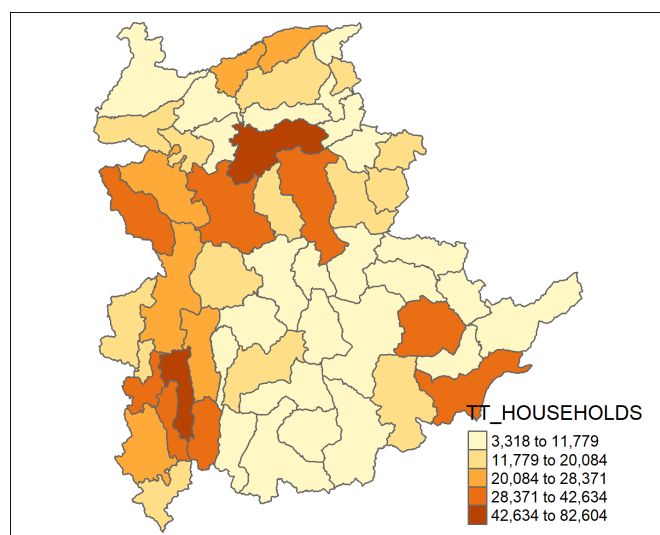 TT_HOUSEHOLDS
3,318 to 11,779
11,779 to 20,084
20,084 to 28,371
28,371 to 42,634
42,634 to 82,604